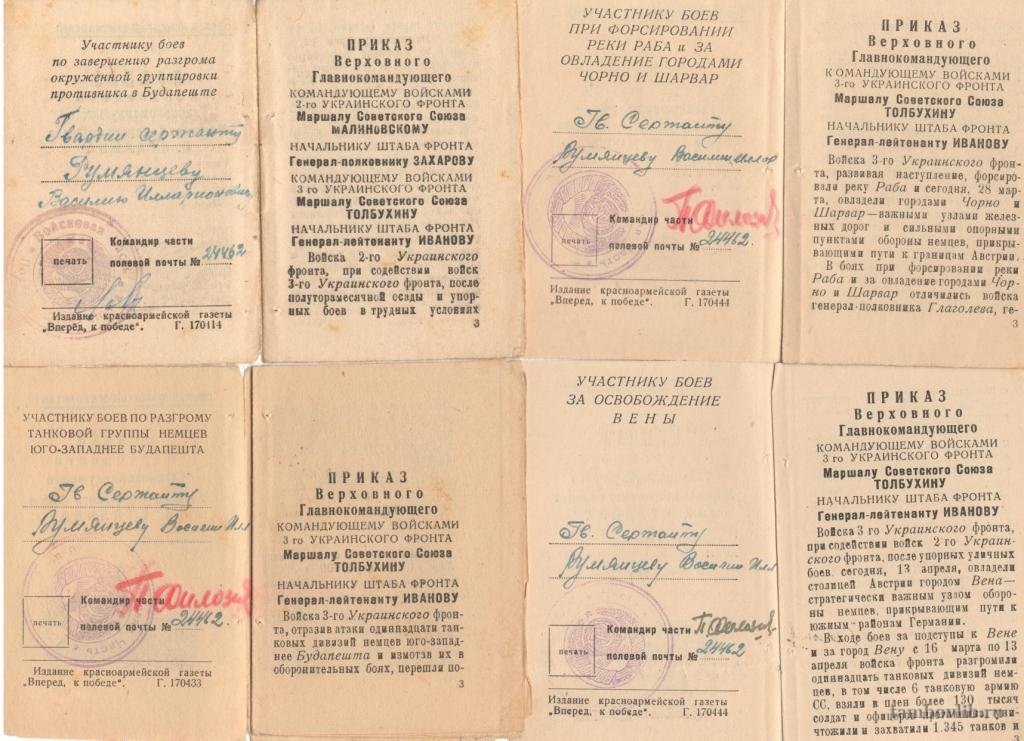 Участнику боев
по завершению разгрома
окруженной группировки
противника в Будапеште
Гвардии сержанту
Румянцеву
Василию Илларионовичу
Войсковая
печать
Командир части
полевой почты № 24462
Издание красноармейской газеты
„Вперёд, к победе“. Г. 170414
ПРИКАЗ
Верховного
Главнокомандующего
КОМАНДУЮЩЕМУ ВОЙСКАМИ
2-го УКРАИНСКОГО ФРОНТА
Маршалу Советского Союза
МАЛИНОВСКОМУ
НАЧАЛЬНИКУ ШТАБА ФРОНТА
Генерал-полковнику ЗАХАРОВУ
КОМАНДУЮЩЕМУ ВОЙСКАМИ
3 го УКРАИНСКОГО ФРОНТА
Маршалу Советского Союза
ТОЛБУХИНУ
НАЧАЛЬНИКУ ШТАБА ФРОНТА
Генерал-лейтенанту ИВАНОВУ
Войска 2-го Украинского
фронта, при содействии войск
3-го Украинского фронта, после
полуторамесячной осады и упор-
ных боев в трудных условиях
3
УЧАСТНИКУ БОЕВ
ПРИ ФОРСИРОВАНИИ
РЕКИ РАБА и ЗА
ОВЛАДЕНИЕ ГОРОДАМИ
ЧОРНО И ШАРВАР
Гв. Сержанту
Румянцеву Василию Иллар
печать
Командир части
полевой почты № 24462.
Издание красноармейской газеты
„Вперед, к победе“. Г. 170444
ПРИКАЗ
Верховного
Главнокомандующего
КОМАНДУЮЩЕМУ ВОЙСКАМИ
3-го УКРАИНСКОГО ФРОНТА
Маршалу Советского Союза
ТОЛБУХИНУ
НАЧАЛЬНИКУ ШТАБА ФРОНТА
Генерал-лейтенанту ИВАНОВУ
Войска 3-го Украинского фрон-
та, развивая наступление, форсиро-
вали реку Раба и сегодня, 28 мар-
та, овладели городами Чорно и
Шарвар—важными узлами желез-
ных дорог и сильными опорными
пунктами обороны немцев, прикры-
вающими пути к границам Австрии.
В боях при форсировании реки
Раба и за овладение городами Чор-
но и Шарвар отличились войска
генерал-полковника Глаголева, ге-
3
УЧАСТНИКУ БОЕВ ПО РАЗГРОМУ
ТАНКОВОЙ ГРУППЫ НЕМЦЕВ
ЮГО-ЗАПАДНЕЕ БУДАПЕШТА
Гв Сержанту
Румянцеву Василию Илл
печать
Командир части
полевой почты № 24462.
Издание красноармейской газеты
„Вперед, к победе“. Г. 170433
ПРИКАЗ
Верховного
Главнокомандующего
КОМАНДУЮЩЕМУ ВОЙСКАМИ
3-го УКРАИНСКОГО ФРОНТА
Маршалу Советского Союза
ТОЛБУХИНУ
НАЧАЛЬНИКУ ШТАБА ФРОНТА
Генерал-лейтенанту ИВАНОВУ
Войска 3-го Украинского фрон-
та, отразив атаки одиннадцати тан-
ковых дивизий немцев юго-запад-
нее Будапешта и измотав их в
оборонительных боях, перешли по-
3
УЧАСТНИКУ БОЕВ
ЗА ОСВОБОЖДЕНИЕ
ВЕНЫ
Гв. Сержанту
Румянцеву Василию Илл
печать
часть
Командир части
полевой почты № 24462
Издание красноармейской газеты
„Вперед, к победе“. Г. 170444
ПРИКАЗ
Верховного
Главнокомандующего
КОМАНДУЮЩЕМУ ВОЙСКАМИ
3 го УКРАИНСКОГО ФРОНТА
Маршалу Советского Союза
ТОЛБУХИНУ
НАЧАЛЬНИКУ ШТАБА ФРОНТА
Генерал-лейтенанту ИВАНОВУ
Войска 3 го Украинского фронта,
при содействии войск 2-го Украин-
ского фронта, после упорных уличных
боев. сегодня, 13 апреля, овладели
столицей Австрии городом Вена—
стратегически важным узлом оборо-
ны немцев, прикрывающим пути к
южным районам Германии.
В ходе боев за подступы к Вене
и за город Вену с 16 марта по 13
апреля войска фронта разгромили
одиннадцать танковых дивизий нем-
цев, в том числе 6 танковую армию
СС, взяли в плен более 130 тысяч
солдат и офицеров противника, уни-
чтожили и захватили 1.345 танков и
3